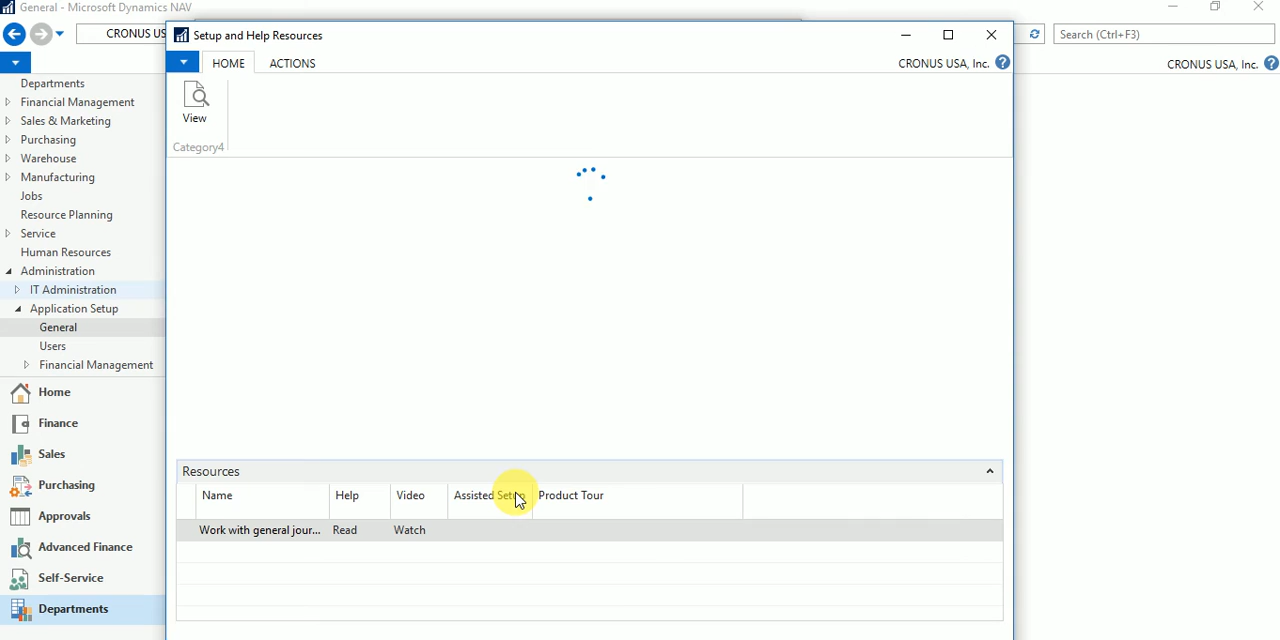 General - Microsoft Dynamics NAV
CRONUS US
Search (Ctrl+F3)
CRONUS USA, Inc.
Setup and Help Resources
HOME
ACTIONS
CRONUS USA, Inc.
View
Category4
Departments
Financial Management
Sales & Marketing
Purchasing
Warehouse
Manufacturing
Jobs
Resource Planning
Service
Human Resources
Administration
IT Administration
Application Setup
General
Users
Financial Management
Home
Finance
Sales
Purchasing
Approvals
Advanced Finance
Self-Service
Departments
Resources
Name Help Video Assisted Setup Product Tour
Work with general jour... Read Watch